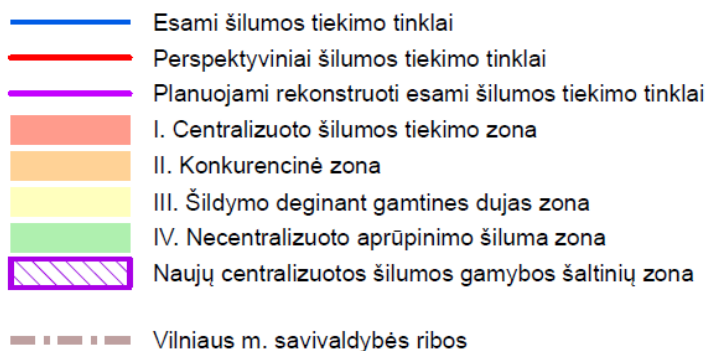 Esami šilumos tiekimo tinklai
Perspektyviniai šilumos tiekimo tinklai
Planuojami rekonstruoti esami šilumos tiekimo tinklai
I. Centralizuoto šilumos tiekimo zona
II. Konkurencinė zona
III. Šildymo deginant gamtines dujas zona
IV. Necentralizuoto aprūpinimo šiluma zona
Naujų centralizuotos šilumos gamybos šaltinių zona
Vilniaus m. savivaldybės ribos